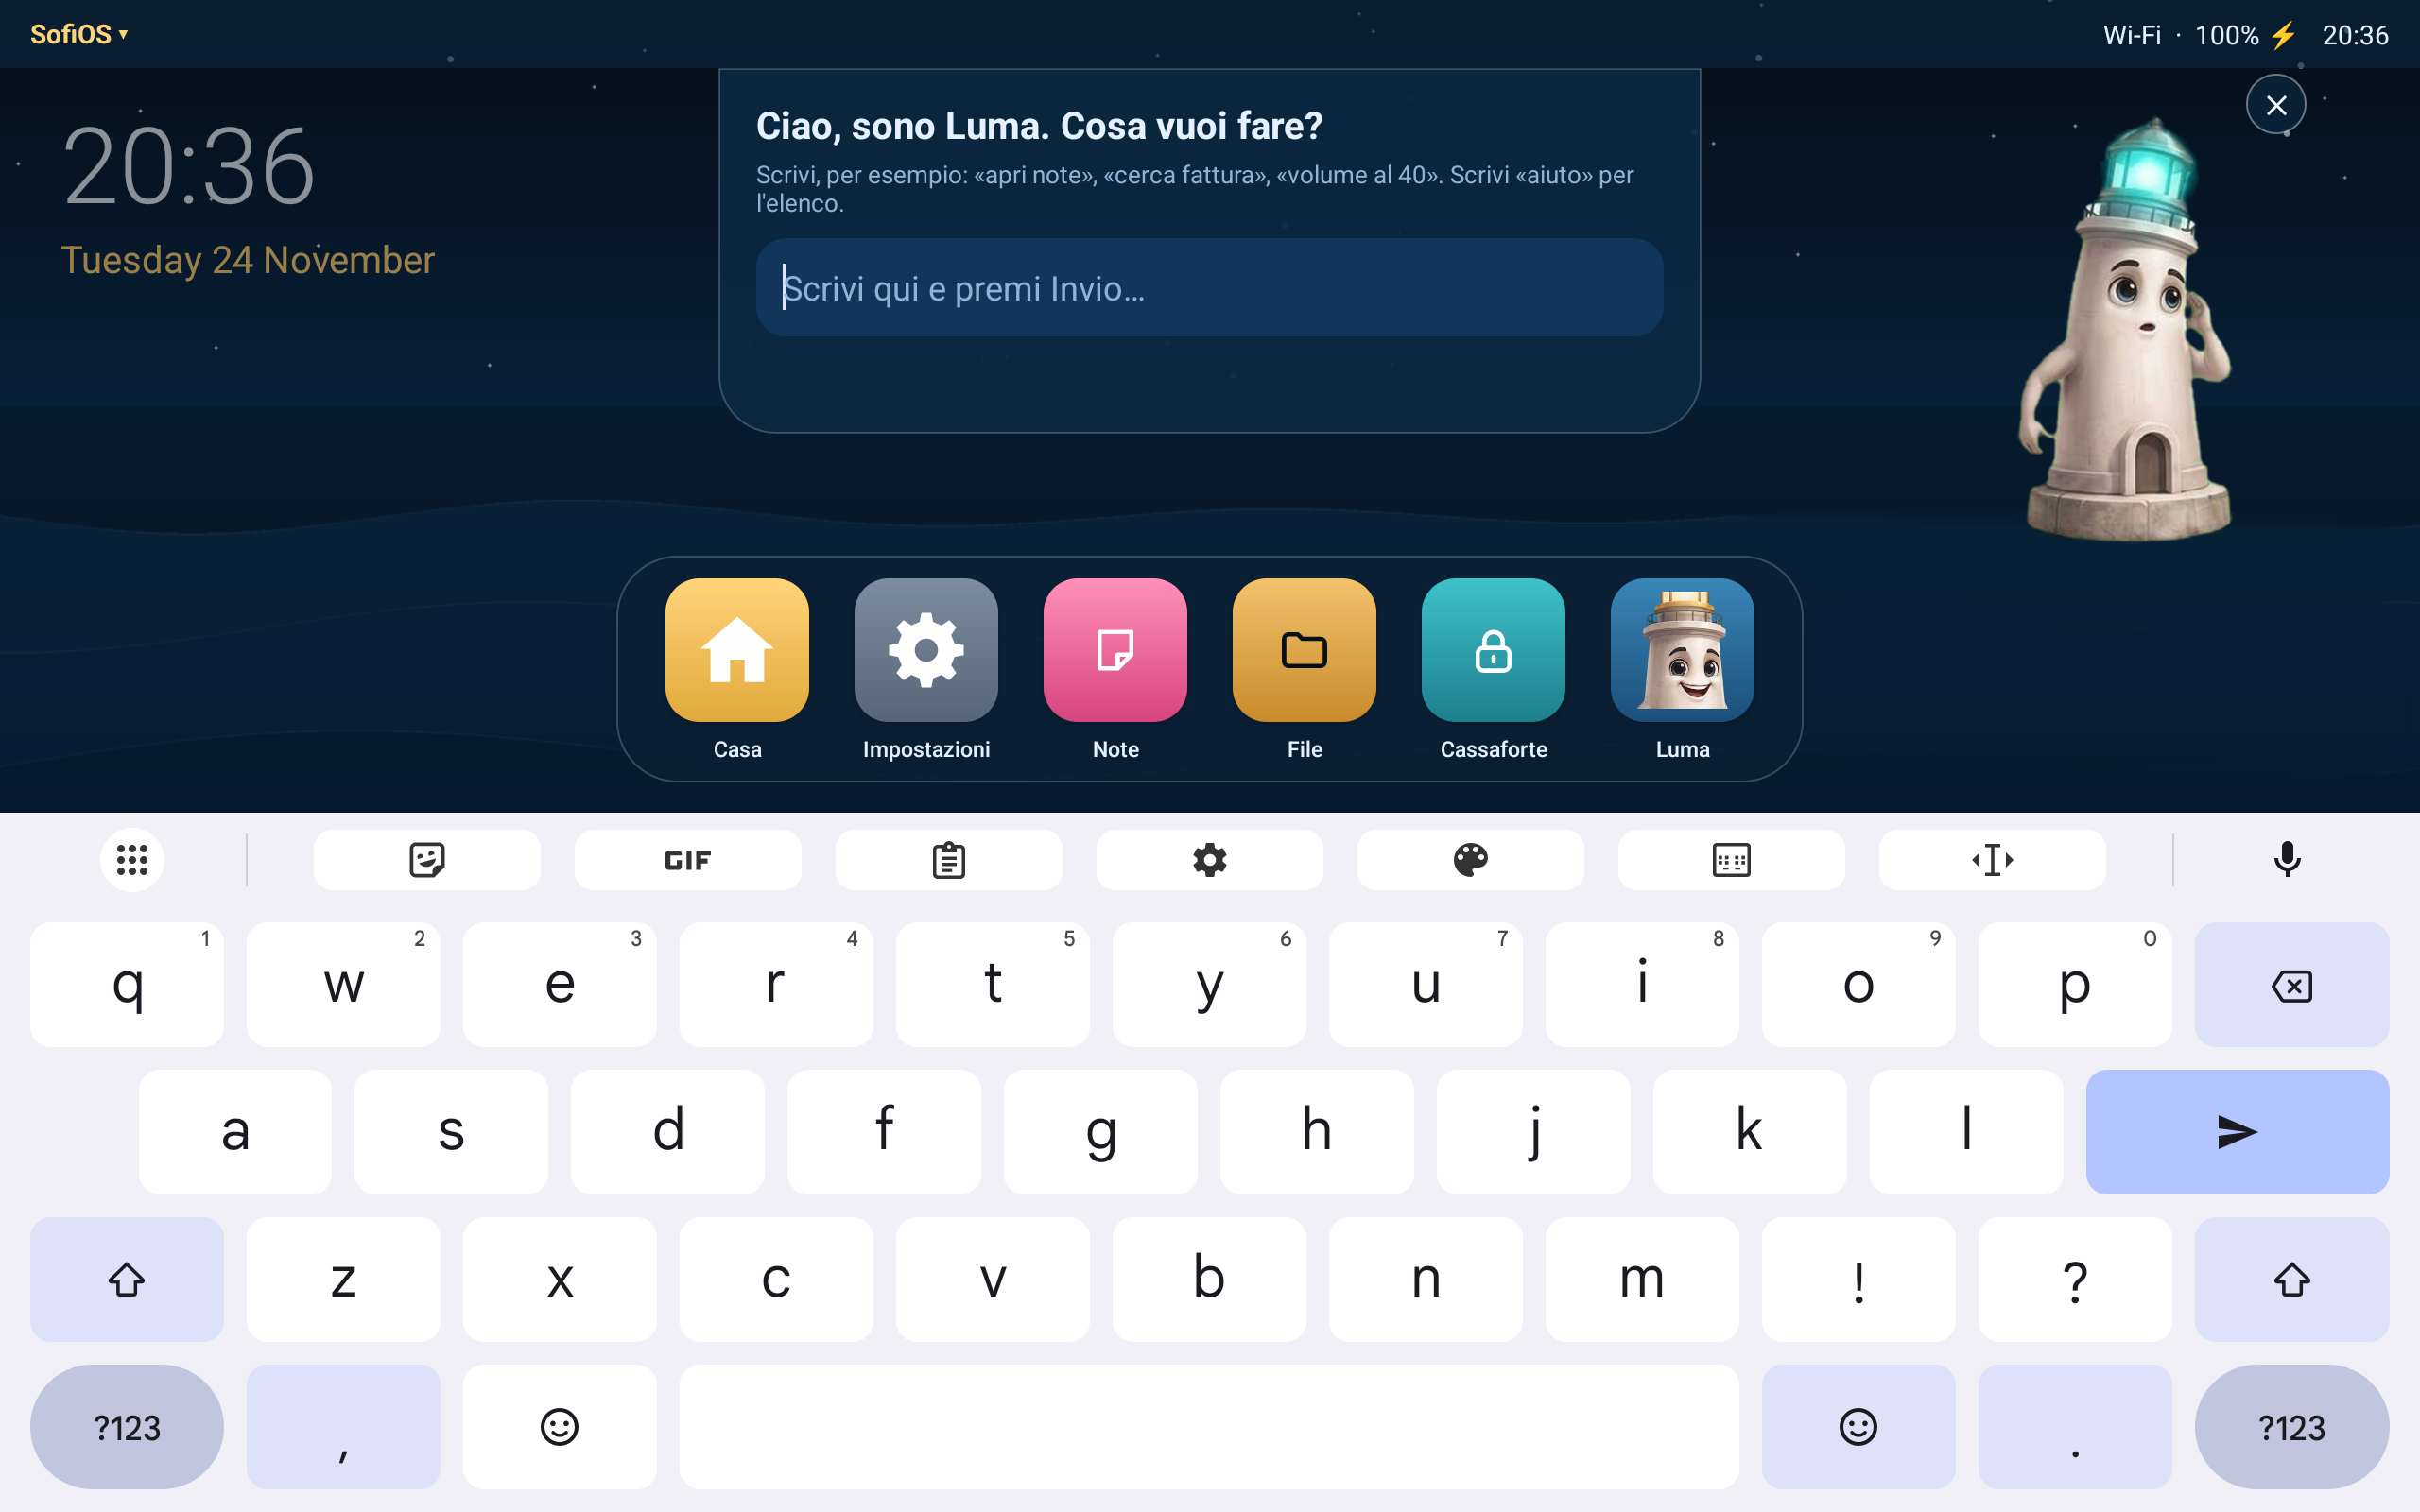 SofiOS ▾
Wi-Fi · 100% ⚡ 20:36
20:36
Tuesday 24 November
Ciao, sono Luma. Cosa vuoi fare?
Scrivi, per esempio: «apri note», «cerca fattura», «volume al 40». Scrivi «aiuto» per
l'elenco.
Scrivi qui e premi Invio...
Casa Impostazioni Note File Cassaforte Luma
GIF
1 2 3 4 5 6 7 8 9 0
q w e r t y u i o p
a s d f g h j k l
z x c v b n m ! ?
?123 , . ?123